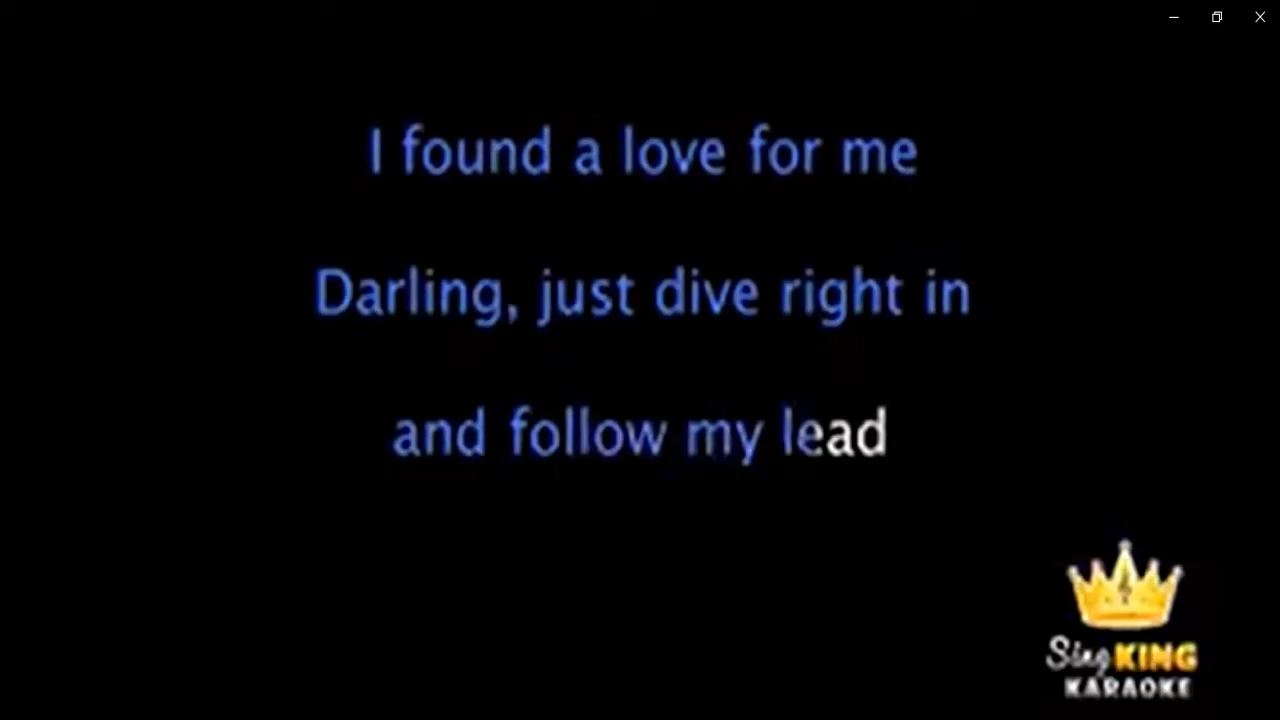 I found a love for me
Darling, just dive right in
and follow my lead
Sing KING
KARAOKE